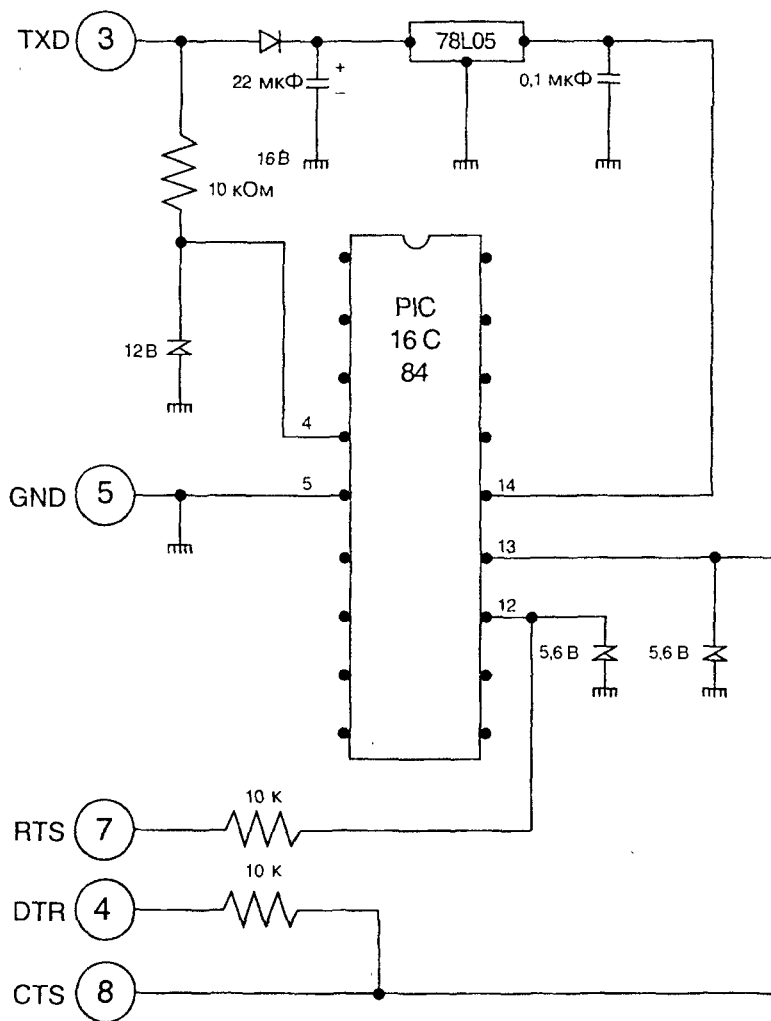 TXD 3
78L05
22 мкФ
+
–
0,1 мкФ
16В
10 кОм
PIC
16 C
84
12 В
4
GND 5
5
14
13
12
5,6 В
5,6 В
10 к
RTS 7
10 к
DTR 4
CTS 8